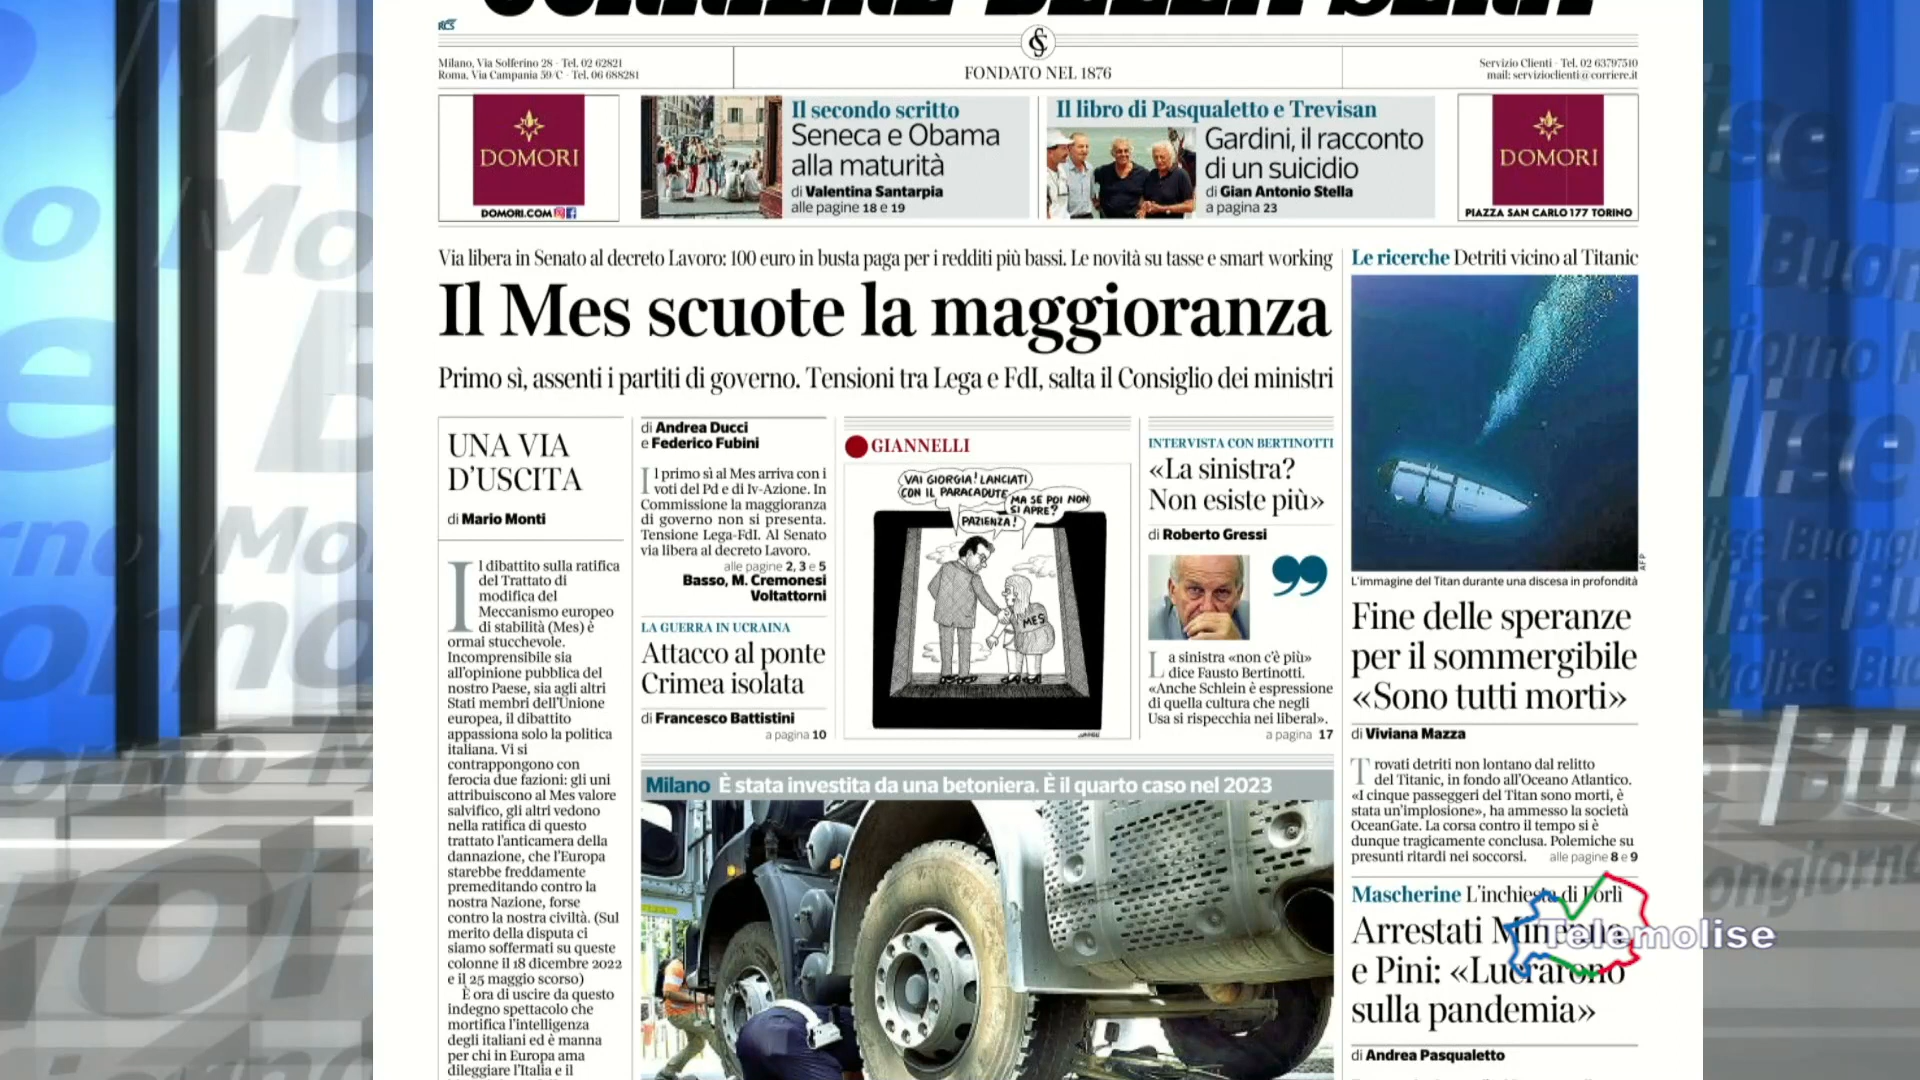 CORRIERE DELLA SERA
RCS
Milano, Via Solferino 28 - Tel. 02 62821
Roma, Via Campania 59/C - Tel. 06 688281
FONDATO NEL 1876
Servizio Clienti - Tel. 02 63797510
mail: servizioclienti@corriere.it
DOMORI
DOMORI.COM
Il secondo scritto
Seneca e Obama
alla maturità
di Valentina Santarpia
alle pagine 18 e 19
Il libro di Pasqualetto e Trevisan
Gardini, il racconto
di un suicidio
di Gian Antonio Stella
a pagina 23
DOMORI
PIAZZA SAN CARLO 177 TORINO
Via libera in Senato al decreto Lavoro: 100 euro in busta paga per i redditi più bassi. Le novità su tasse e smart working
Il Mes scuote la maggioranza
Primo sì, assenti i partiti di governo. Tensioni tra Lega e FdI, salta il Consiglio dei ministri
UNA VIA
D'USCITA
di Mario Monti
Il dibattito sulla ratifica
del Trattato di
modifica del
Meccanismo europeo
di stabilità (Mes) è
ormai stucchevole.
Incomprensibile sia
all'opinione pubblica del
nostro Paese, sia agli altri
Stati membri dell'Unione
europea, il dibattito
appassiona solo la politica
italiana. Vi si
contrappongono con
ferocia due fazioni: gli uni
attribuiscono al Mes valore
salvifico, gli altri vedono
nella ratifica di questo
trattato l'anticamera della
dannazione, che l'Europa
starebbe freddamente
premeditando contro la
nostra Nazione, forse
contro la nostra civiltà. (Sul
merito della disputa ci
siamo soffermati su queste
colonne il 18 dicembre 2022
e il 25 maggio scorso)
È ora di uscire da questo
indegno spettacolo che
mortifica l'intelligenza
degli italiani ed è manna
per chi in Europa ama
dileggiare l'Italia e il
di Andrea Ducci
e Federico Fubini
Il primo sì al Mes arriva con i
voti del Pd e di Iv-Azione. In
Commissione la maggioranza
di governo non si presenta.
Tensione Lega-FdI. Al Senato
via libera al decreto Lavoro.
alle pagine 2, 3 e 5
Basso, M. Cremonesi
Voltattorni
LA GUERRA IN UCRAINA
Attacco al ponte
Crimea isolata
di Francesco Battistini
a pagina 10
GIANNELLI
VAI GIORGIA! LANCIATI
CON IL PARACADUTE
MA SE POI NON
SI APRE?
PAZIENZA!
MES
INTERVISTA CON BERTINOTTI
«La sinistra?
Non esiste più»
di Roberto Gressi
La sinistra «non c'è più»
dice Fausto Bertinotti.
«Anche Schlein è espressione
di quella cultura che negli
Usa si rispecchia nei liberal».
a pagina 17
Milano È stata investita da una betoniera. È il quarto caso nel 2023
Le ricerche Detriti vicino al Titanic
AFP
L'immagine del Titan durante una discesa in profondità
Fine delle speranze
per il sommergibile
«Sono tutti morti»
di Viviana Mazza
Trovati detriti non lontano dal relitto
del Titanic, in fondo all'Oceano Atlantico.
«I cinque passeggeri del Titan sono morti, è
stata un'implosione», ha ammesso la società
OceanGate. La corsa contro il tempo si è
dunque tragicamente conclusa. Polemiche su
presunti ritardi nei soccorsi. alle pagine 8 e 9
Mascherine L'inchiesta di Forlì
Arrestati Minenna
e Pini: «Lucrarono
sulla pandemia»
di Andrea Pasqualetto
Telemolise